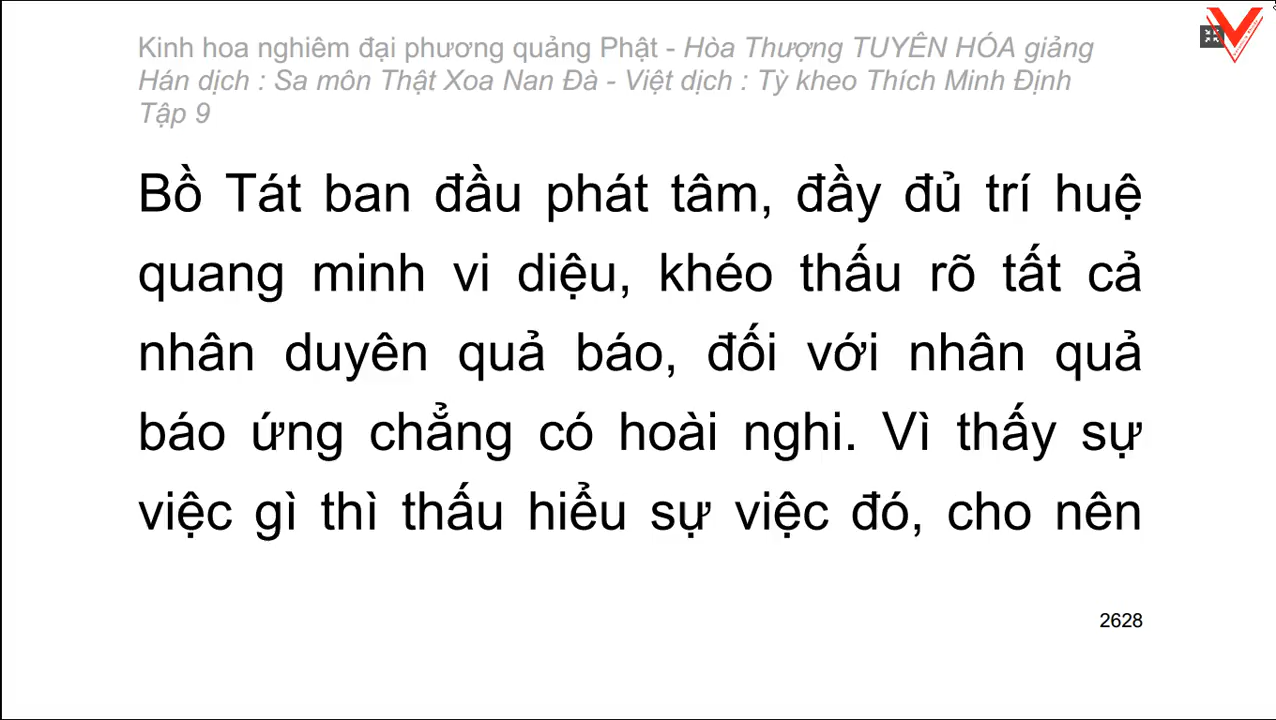 Kinh hoa nghiêm đại phương quảng Phật - Hòa Thượng TUYÊN HÓA giảng
Hán dịch : Sa môn Thật Xoa Nan Đà - Việt dịch : Tỳ kheo Thích Minh Định
Tập 9
Bồ Tát ban đầu phát tâm, đầy đủ trí huệ
quang minh vi diệu, khéo thấu rõ tất cả
nhân duyên quả báo, đối với nhân quả
báo ứng chẳng có hoài nghi. Vì thấy sự
việc gì thì thấu hiểu sự việc đó, cho nên
2628